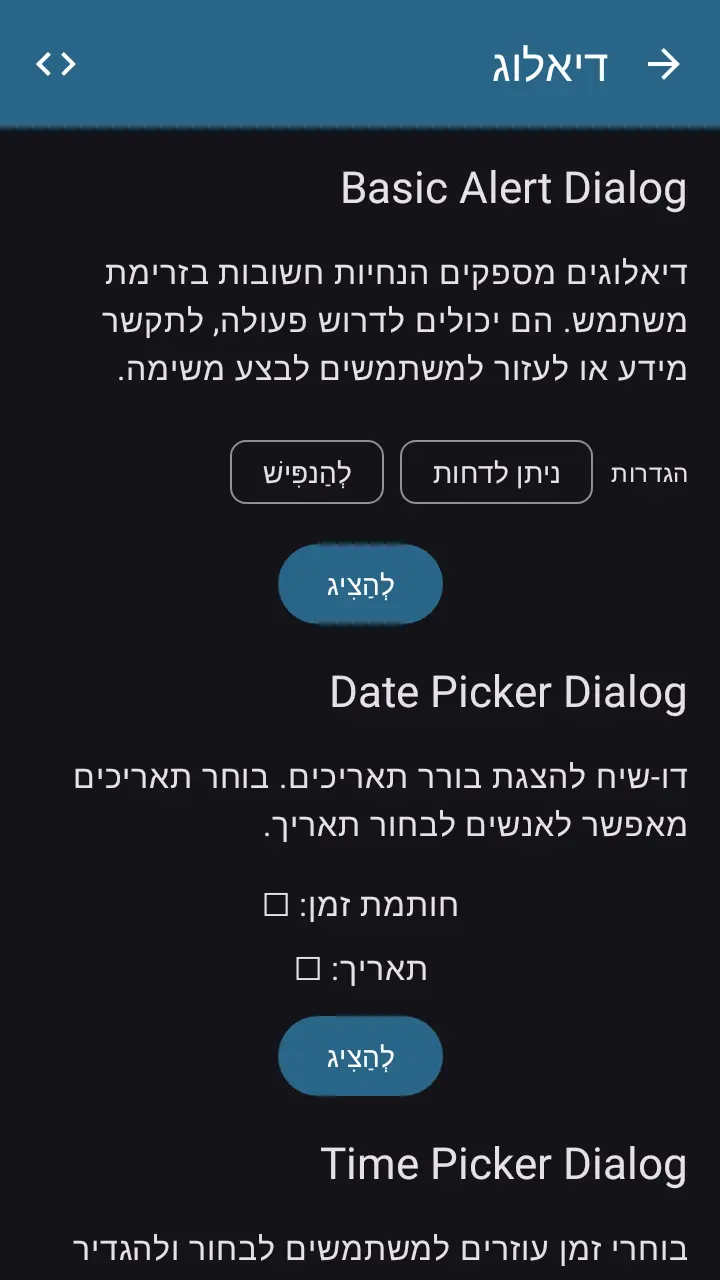 דיאלוג
Basic Alert Dialog
דיאלוגים מספקים הנחיות חשובות בזרימת
משתמש. הם יכולים לדרוש פעולה, לתקשר
מידע או לעזור למשתמשים לבצע משימה.
הגדרות ניתן לדחות לְהַנפִּישׁ
לְהַצִיג
Date Picker Dialog
דו-שיח להצגת בורר תאריכים. בוחר תאריכים
מאפשר לאנשים לבחור תאריך.
חותמת זמן: ☐
תאריך: ☐
לְהַצִיג
Time Picker Dialog
בוחרי זמן עוזרים למשתמשים לבחור ולהגדיר